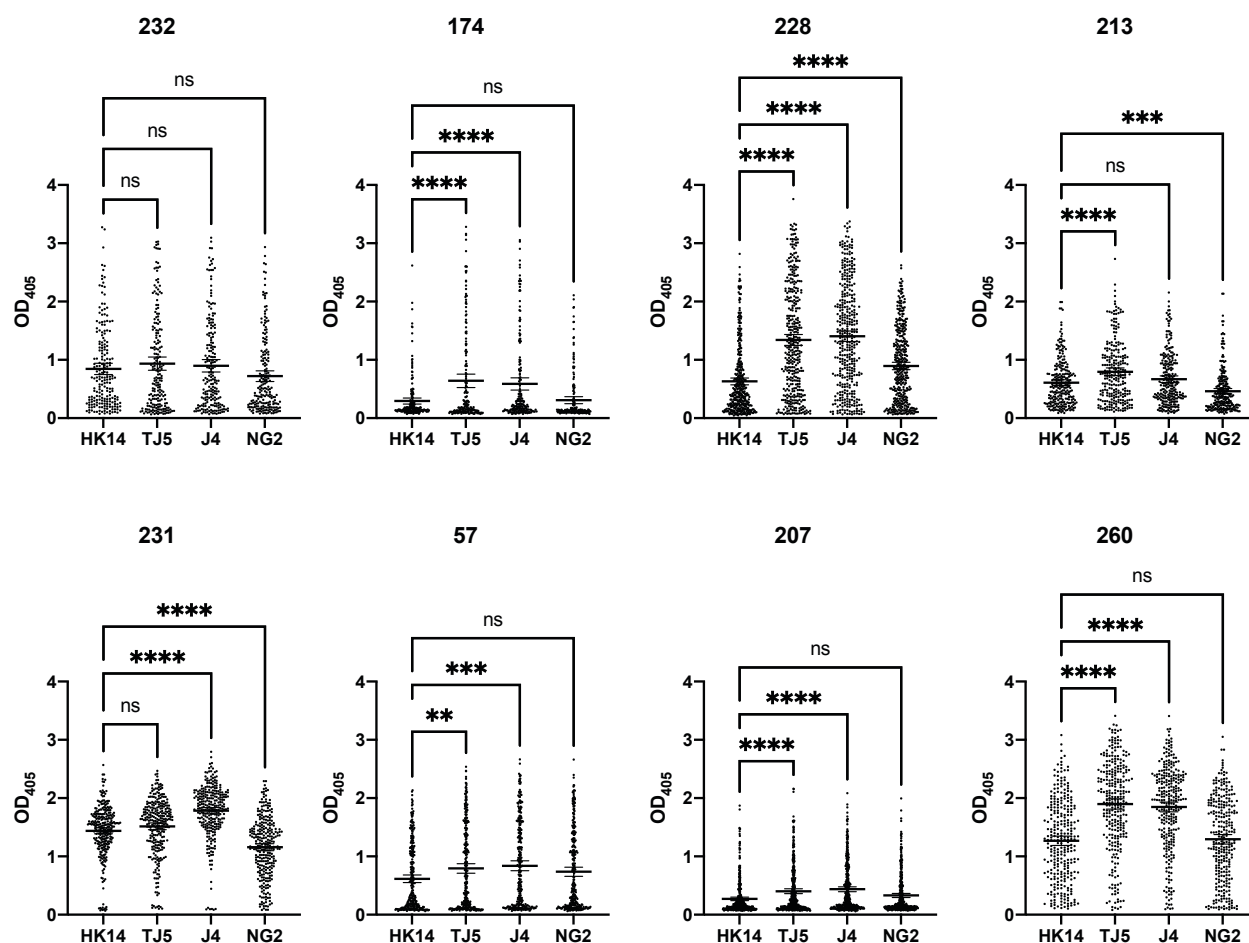 232 174 228 213
ns ns **** ns
ns **** **** ***
ns **** **** ns
****
4 4 4 4
3 3 3 3
2 2 2 2
1 1 1 1
0 0 0 0
OD405 OD405 OD405 OD405
HK14 TJ5 J4 NG2 HK14 TJ5 J4 NG2 HK14 TJ5 J4 NG2 HK14 TJ5 J4 NG2
231 57 207 260
**** ns ns ns
**** *** **** ****
ns ** **** ****
4 4 4 4
3 3 3 3
2 2 2 2
1 1 1 1
0 0 0 0
OD405 OD405 OD405 OD405
HK14 TJ5 J4 NG2 HK14 TJ5 J4 NG2 HK14 TJ5 J4 NG2 HK14 TJ5 J4 NG2